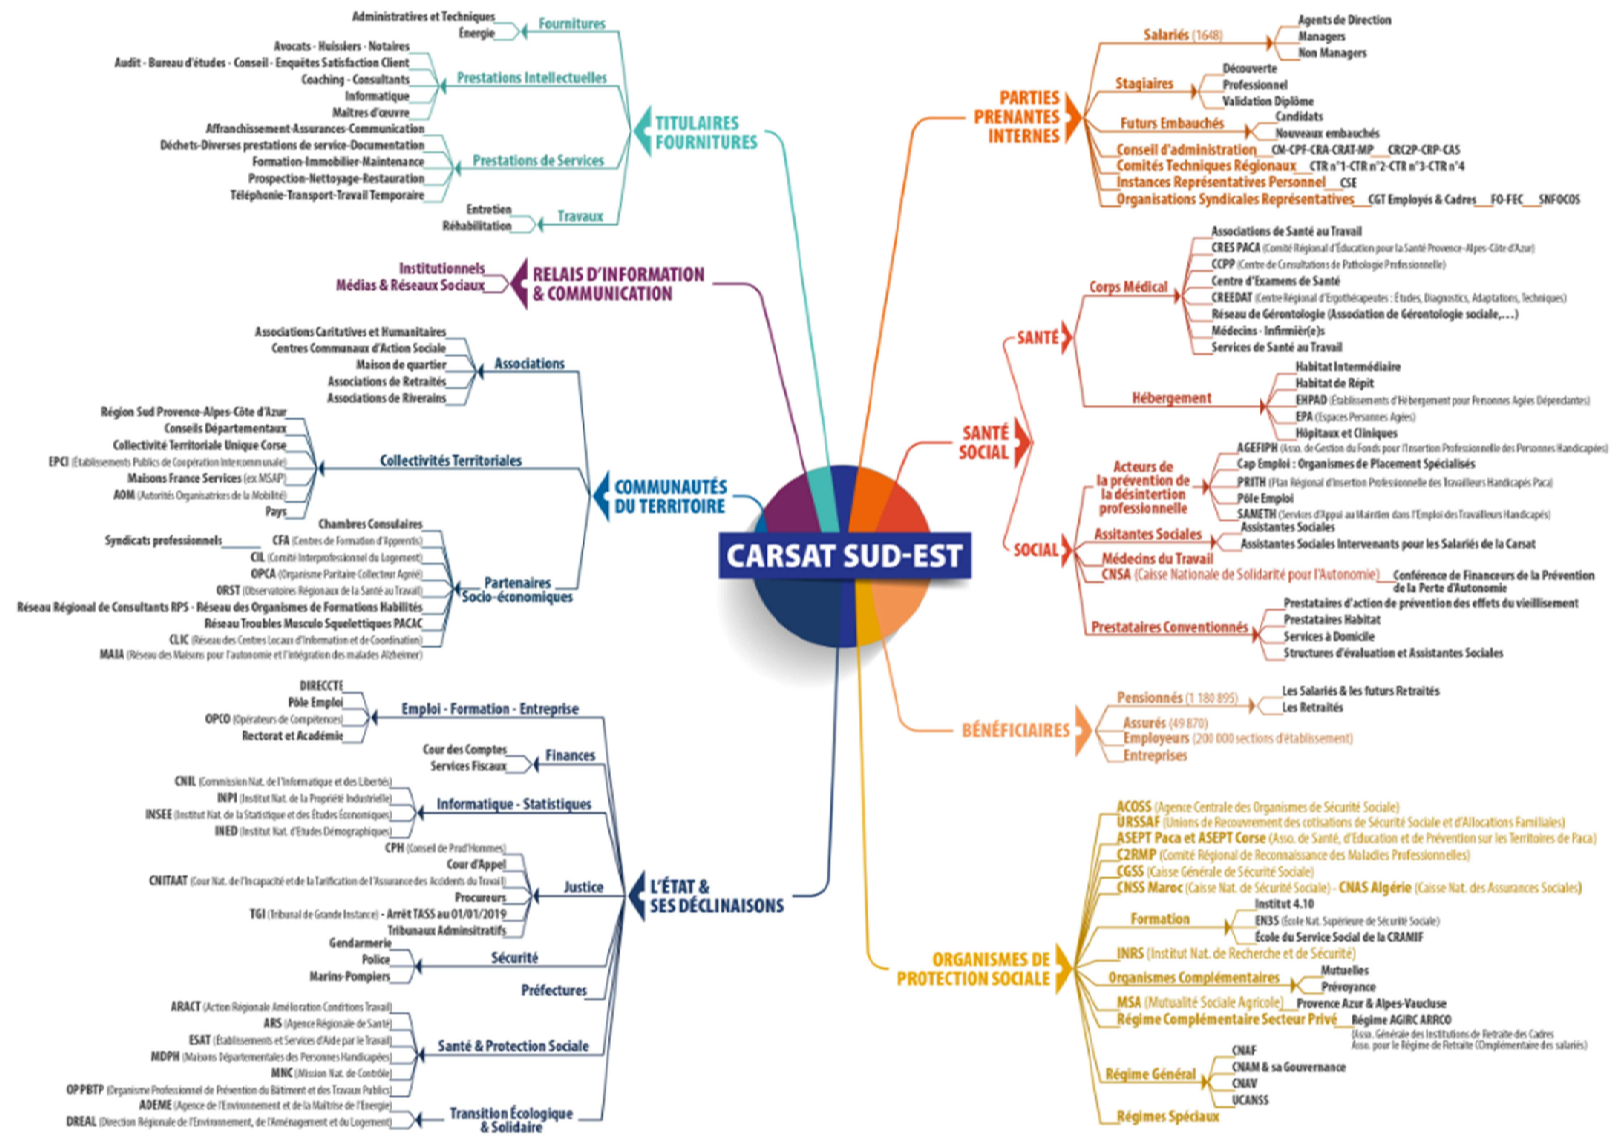 CARSAT SUD-EST
TITULAIRES
FOURNITURES
Fournitures
Administratires et Techniques
Energie
Prestations Intellectuelles
Avocats - Huissiers - Notaires
Audit - Bureau d'études - Conseil - Enquêtes Satisfaction Client
Coaching - Consultants
Informatique
Maîtres d'œuvre
Prestations de Services
Affranchissement-Assurances-Communication
Déchets-Diverses prestations de service-Documentation
Formation-Immobilier-Maintenance
Prospection-Nettoyage-Restauration
Téléphonie-Transport-Travail Temporaire
Travaux
Entretien
Réhabilitation
RELAIS D'INFORMATION
& COMMUNICATION
Institutionnels
Médias & Réseaux Sociaux
COMMUNAUTÉS
DU TERRITOIRE
Associations
Associations Caritatives et Humanitaires
Centres Communaux d'Action Sociale
Maison de quartier
Associations de Retraités
Associations de Riverains
Collectivités Territoriales
Région Sud Provence-Alpes-Côte d'Azur
Conseils Départementaux
Collectivité Territoriale Unique Corse
EPCI (Établissements Publics de Coopération Intercommunale)
Maisons France Services (ex MSAP)
AOM (Autorités Organisatrices de la Mobilité)
Pays
Partenaires
Socio-économiques
Chambres Consulaires
Syndicats professionnels
CFA (Centres de Formation d'Apprentis)
CIL (Comité Interprofessionnel du Logement)
OPCA (Organisme Paritaire Collecteur Agréé)
ORST (Observatoires Régionaux de la Santé au Travail)
Réseau Régional de Consultants RPS - Réseau des Organismes de Formations Habilités
Réseau Troubles Musculo Squelettiques PACAC
CLIC (Réseau des Centres Locaux d'Information et de Coordination)
MAIA (Réseau des Maisons pour l'autonomie et l'intégration des malades Alzheimer)
L'ÉTAT &
SES DÉCLINAISONS
Emploi - Formation - Entreprise
DIRECCTE
Pôle Emploi
OPCO (Opérateurs de Compétences)
Rectorat et Académie
Finances
Cour des Comptes
Services Fiscaux
Informatique - Statistiques
CNIL (Commission Nat. de l'Informatique et des Libertés)
INPI (Institut Nat. de la Propriété Industrielle)
INSEE (Institut Nat. de la Statistique et des Études Économiques)
INED (Institut Nat. d'Etudes Démographiques)
Justice
CPH (Conseil de Prud'Hommes)
Cour d'Appel
CNITAAT (Cour Nat. de l'Incapacité et de la Tarification de l'Assurance des Accidents du Travail)
Procureurs
TGI (Tribunal de Grande Instance) - Arrêt TASS au 01/01/2019
Tribunaux Adminsitratifs
Sécurité
Gendarmerie
Police
Marins-Pompiers
Préfectures
Santé & Protection Sociale
ARACT (Action Régionale Amélioration Conditions Travail)
ARS (Agence Régionale de Santé)
ESAT (Établissements et Services d'Aide par le Travail)
MDPH (Maisons Départementales des Personnes Handicapées)
MNC (Mission Nat. de Contrôle)
OPPBTP (Organisme Professionnel de Prévention du Bâtiment et des Travaux Publics)
Transition Écologique
& Solidaire
ADEME (Agence de l'Environnement et de la Maîtrise de l'Energie)
DREAL (Direction Régionale de l'Environnement, de l'Aménagement et du Logement)
PARTIES
PRENANTES
INTERNES
Salariés (1648)
Agents de Direction
Managers
Non Managers
Stagiaires
Découverte
Professionnel
Validation Diplôme
Futurs Embauchés
Candidats
Nouveaux embauchés
Conseil d'administration CM-CPF-CRA-CRAT-MP CRC2P-CRP-CAS
Comités Techniques Régionaux CTR n°1-CTR n°2-CTR n°3-CTR n°4
Instances Représentatives Personnel CSE
Organisations Syndicales Représentatives CGT Employés & Cadres FO-FEC SNFOCOS
SANTÉ
SOCIAL
SANTÉ
Corps Médical
Associations de Santé au Travail
CRES PACA (Comité Régional d'Éducation pour la Santé Provence-Alpes-Côte-d'Azur)
CCPP (Centre de Consultations de Pathologie Professionnelle)
Centre d'Examens de Santé
CREEDAT (Centre Régional d'Ergothérapeutes : Études, Diagnostics, Adaptations, Techniques)
Réseau de Gérontologie (Association de Gérontologie sociale,…)
Médecins - Infirmièr(e)s
Services de Santé au Travail
Hébergement
Habitat Intermédiaire
Habitat de Répit
EHPAD (Établissements d'Hébergement pour Personnes Agées Dépendantes)
EPA (Espaces Personnes Agées)
Hôpitaux et Cliniques
SOCIAL
Acteurs de
la prévention de
la désintertion
professionnelle
AGEFIPH (Asso. de Gestion du Fonds pour l'Insertion Professionnelle des Personnes Handicapées)
Cap Emploi : Organismes de Placement Spécialisés
PRITH (Plan Régional d'Insertion Professionnelle des Travailleurs Handicapés Paca)
Pôle Emploi
SAMETH (Services d'Appui au Maintien dans l'Emploi des Travailleurs Handicapés)
Assitantes Sociales
Assistantes Sociales
Assistantes Sociales Intervenants pour les Salariés de la Carsat
Médecins du Travail
CNSA (Caisse Nationale de Solidarité pour l'Autonomie) Conférence de Financeurs de la Prévention
de la Perte d'Autonomie
Prestataires Conventionnés
Prestataires d'action de prévention des effets du vieillisement
Prestataires Habitat
Services à Domicile
Structures d'évaluation et Assistantes Sociales
BÉNÉFICIAIRES
Pensionnés (1 180 895)
Les Salariés & les futurs Retraités
Les Retraités
Assurés (49 870)
Employeurs (200 000 sections d'établissement)
Entreprises
ORGANISMES DE
PROTECTION SOCIALE
ACOSS (Agence Centrale des Organismes de Sécurité Sociale)
URSSAF (Unions de Recouvrement des cotisations de Sécurité Sociale et d'Allocations Familiales)
ASEPT Paca et ASEPT Corse (Asso. de Santé, d'Education et de Prévention sur les Territoires de Paca)
C2RMP (Comité Régional de Reconnaissance des Maladies Professionnelles)
CGSS (Caisse Générale de Sécurité Sociale)
CNSS Maroc (Caisse Nat. de Sécurité Sociale) - CNAS Algérie (Caisse Nat. des Assurances Sociales)
Formation
Institut 4.10
EN3S (École Nat. Supérieure de Sécurité Sociale)
École du Service Social de la CRAMIF
INRS (Institut Nat. de Recherche et de Sécurité)
Organismes Complémentaires
Mutuelles
Prévoyance
MSA (Mutualité Sociale Agricole) Provence Azur & Alpes-Vaucluse
Régime Complémentaire Secteur Privé Régime AGIRC ARRCO
(Asso. Générale des Institutions de Retraite des Cadres
Asso. pour le Régime de Retraite COmplémentaire des salariés)
Régime Général
CNAF
CNAM & sa Gouvernance
CNAV
UCANSS
Régimes Spéciaux